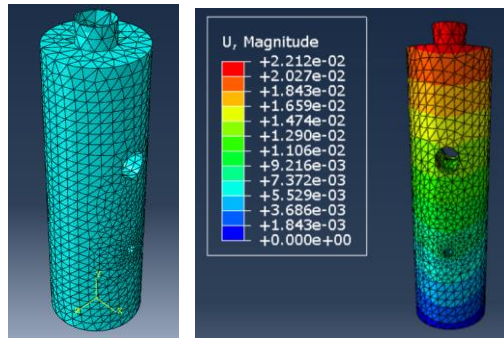 U, Magnitude
+2.212e-02
+2.027e-02
+1.843e-02
+1.659e-02
+1.474e-02
+1.290e-02
+1.106e-02
+9.216e-03
+7.372e-03
+5.529e-03
+3.686e-03
+1.843e-03
+0.000e+00